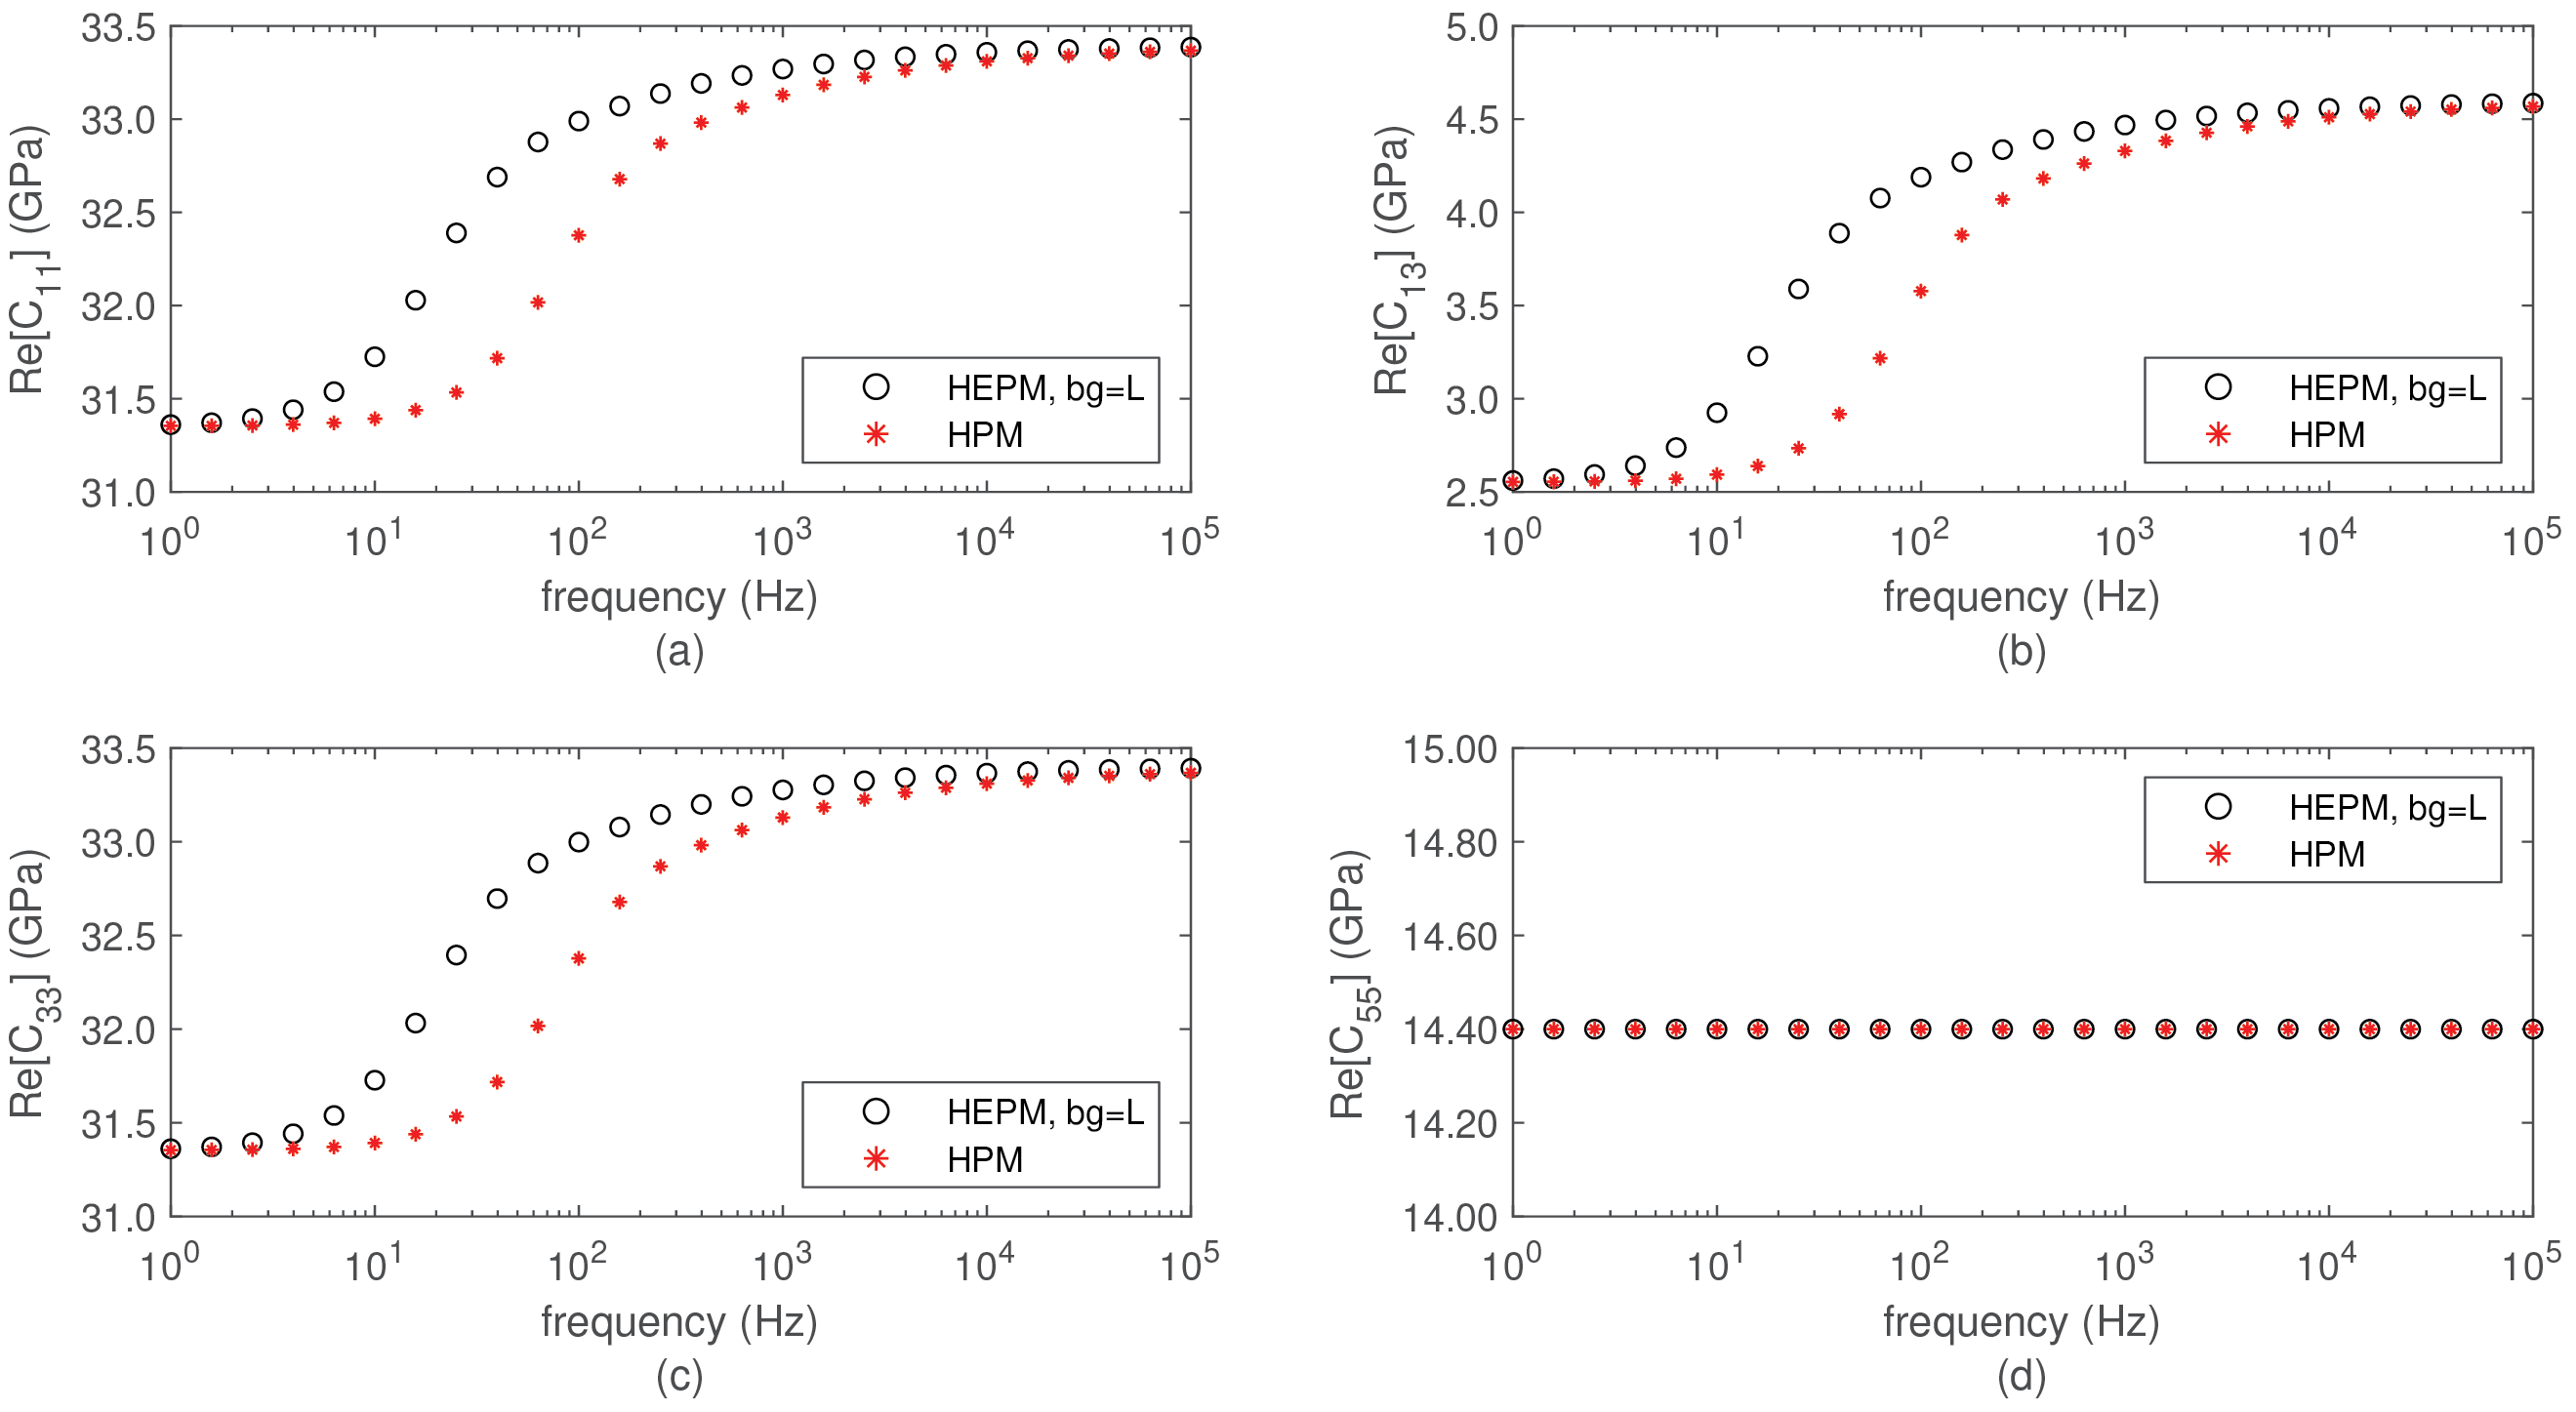 33.5
33.0
32.5
32.0
31.5
31.0
Re[C11] (GPa)
HEPM, bg=L
HPM
10^0 10^1 10^2 10^3 10^4 10^5
frequency (Hz)
(a)
5.0
4.5
4.0
3.5
3.0
2.5
Re[C13] (GPa)
HEPM, bg=L
HPM
10^0 10^1 10^2 10^3 10^4 10^5
frequency (Hz)
(b)
33.5
33.0
32.5
32.0
31.5
31.0
Re[C33] (GPa)
HEPM, bg=L
HPM
10^0 10^1 10^2 10^3 10^4 10^5
frequency (Hz)
(c)
15.00
14.80
14.60
14.40
14.20
14.00
Re[C55] (GPa)
HEPM, bg=L
HPM
10^0 10^1 10^2 10^3 10^4 10^5
frequency (Hz)
(d)